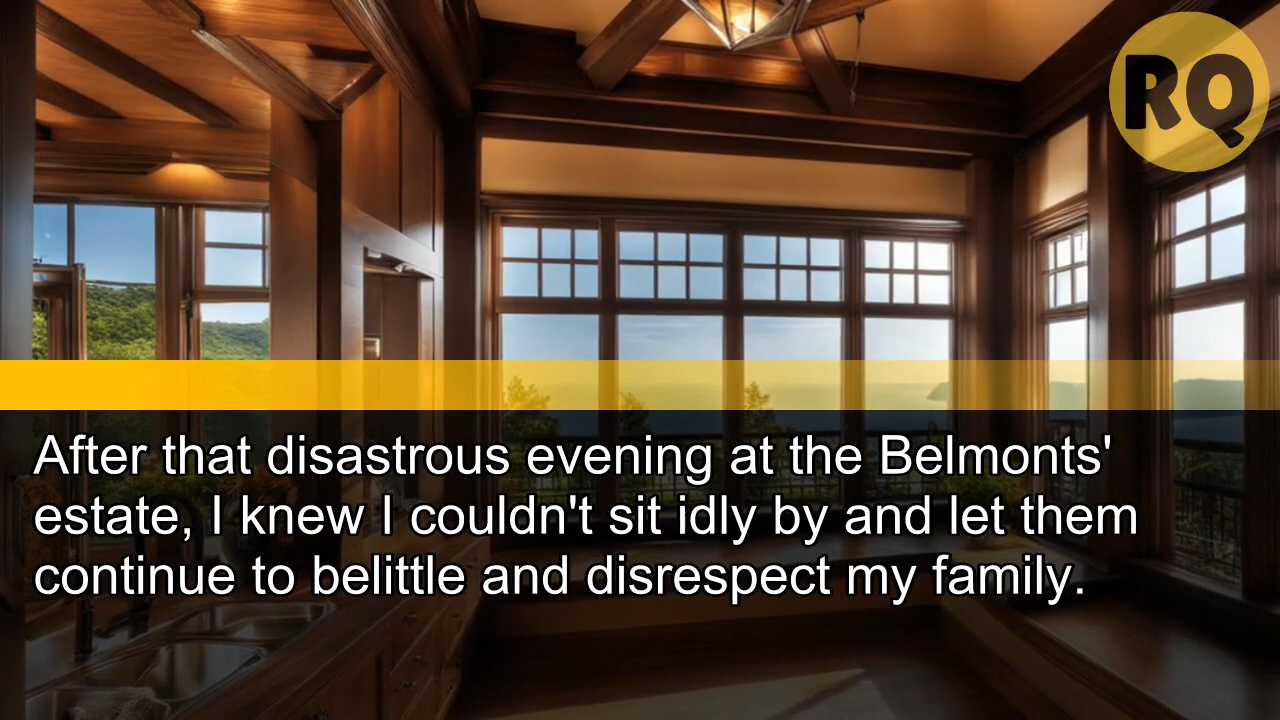 RQ
After that disastrous evening at the Belmonts'
estate, I knew I couldn't sit idly by and let them
continue to belittle and disrespect my family.